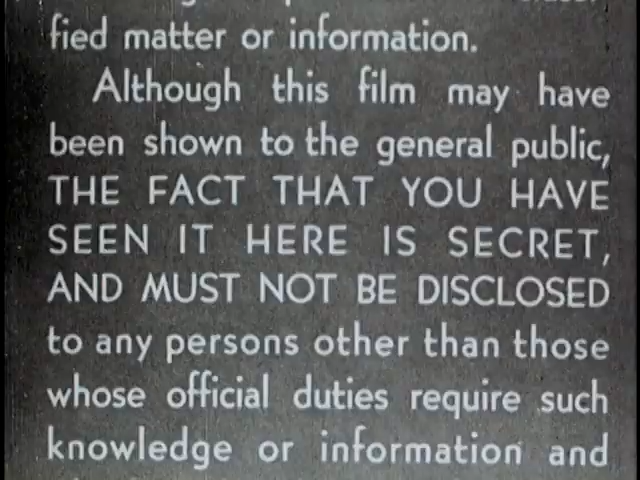 fied matter or information.
Although this film may have
been shown to the general public,
THE FACT THAT YOU HAVE
SEEN IT HERE IS SECRET,
AND MUST NOT BE DISCLOSED
to any persons other than those
whose official duties require such
knowledge or information and